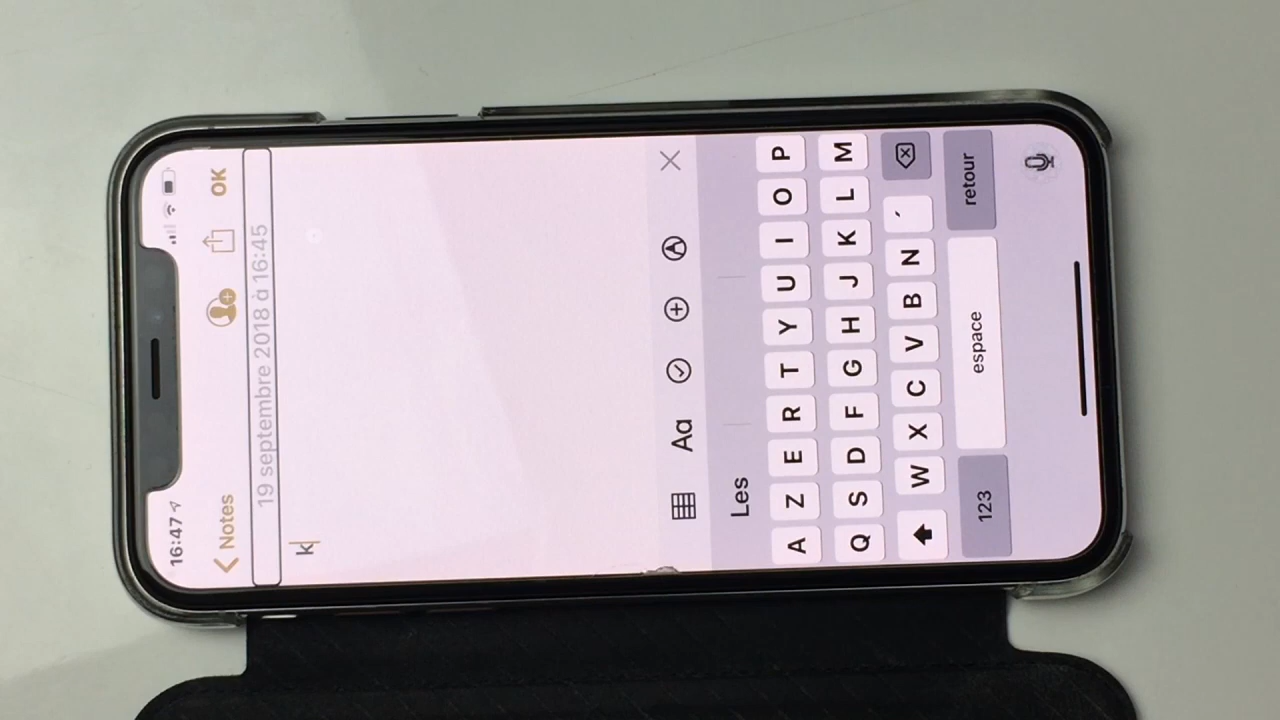 16:47
Notes
OK
19 septembre 2018 à 16:45
k
Aa
Les
A Z E R T Y U I O P
Q S D F G H J K L M
W X C V B N ´
123 espace retour